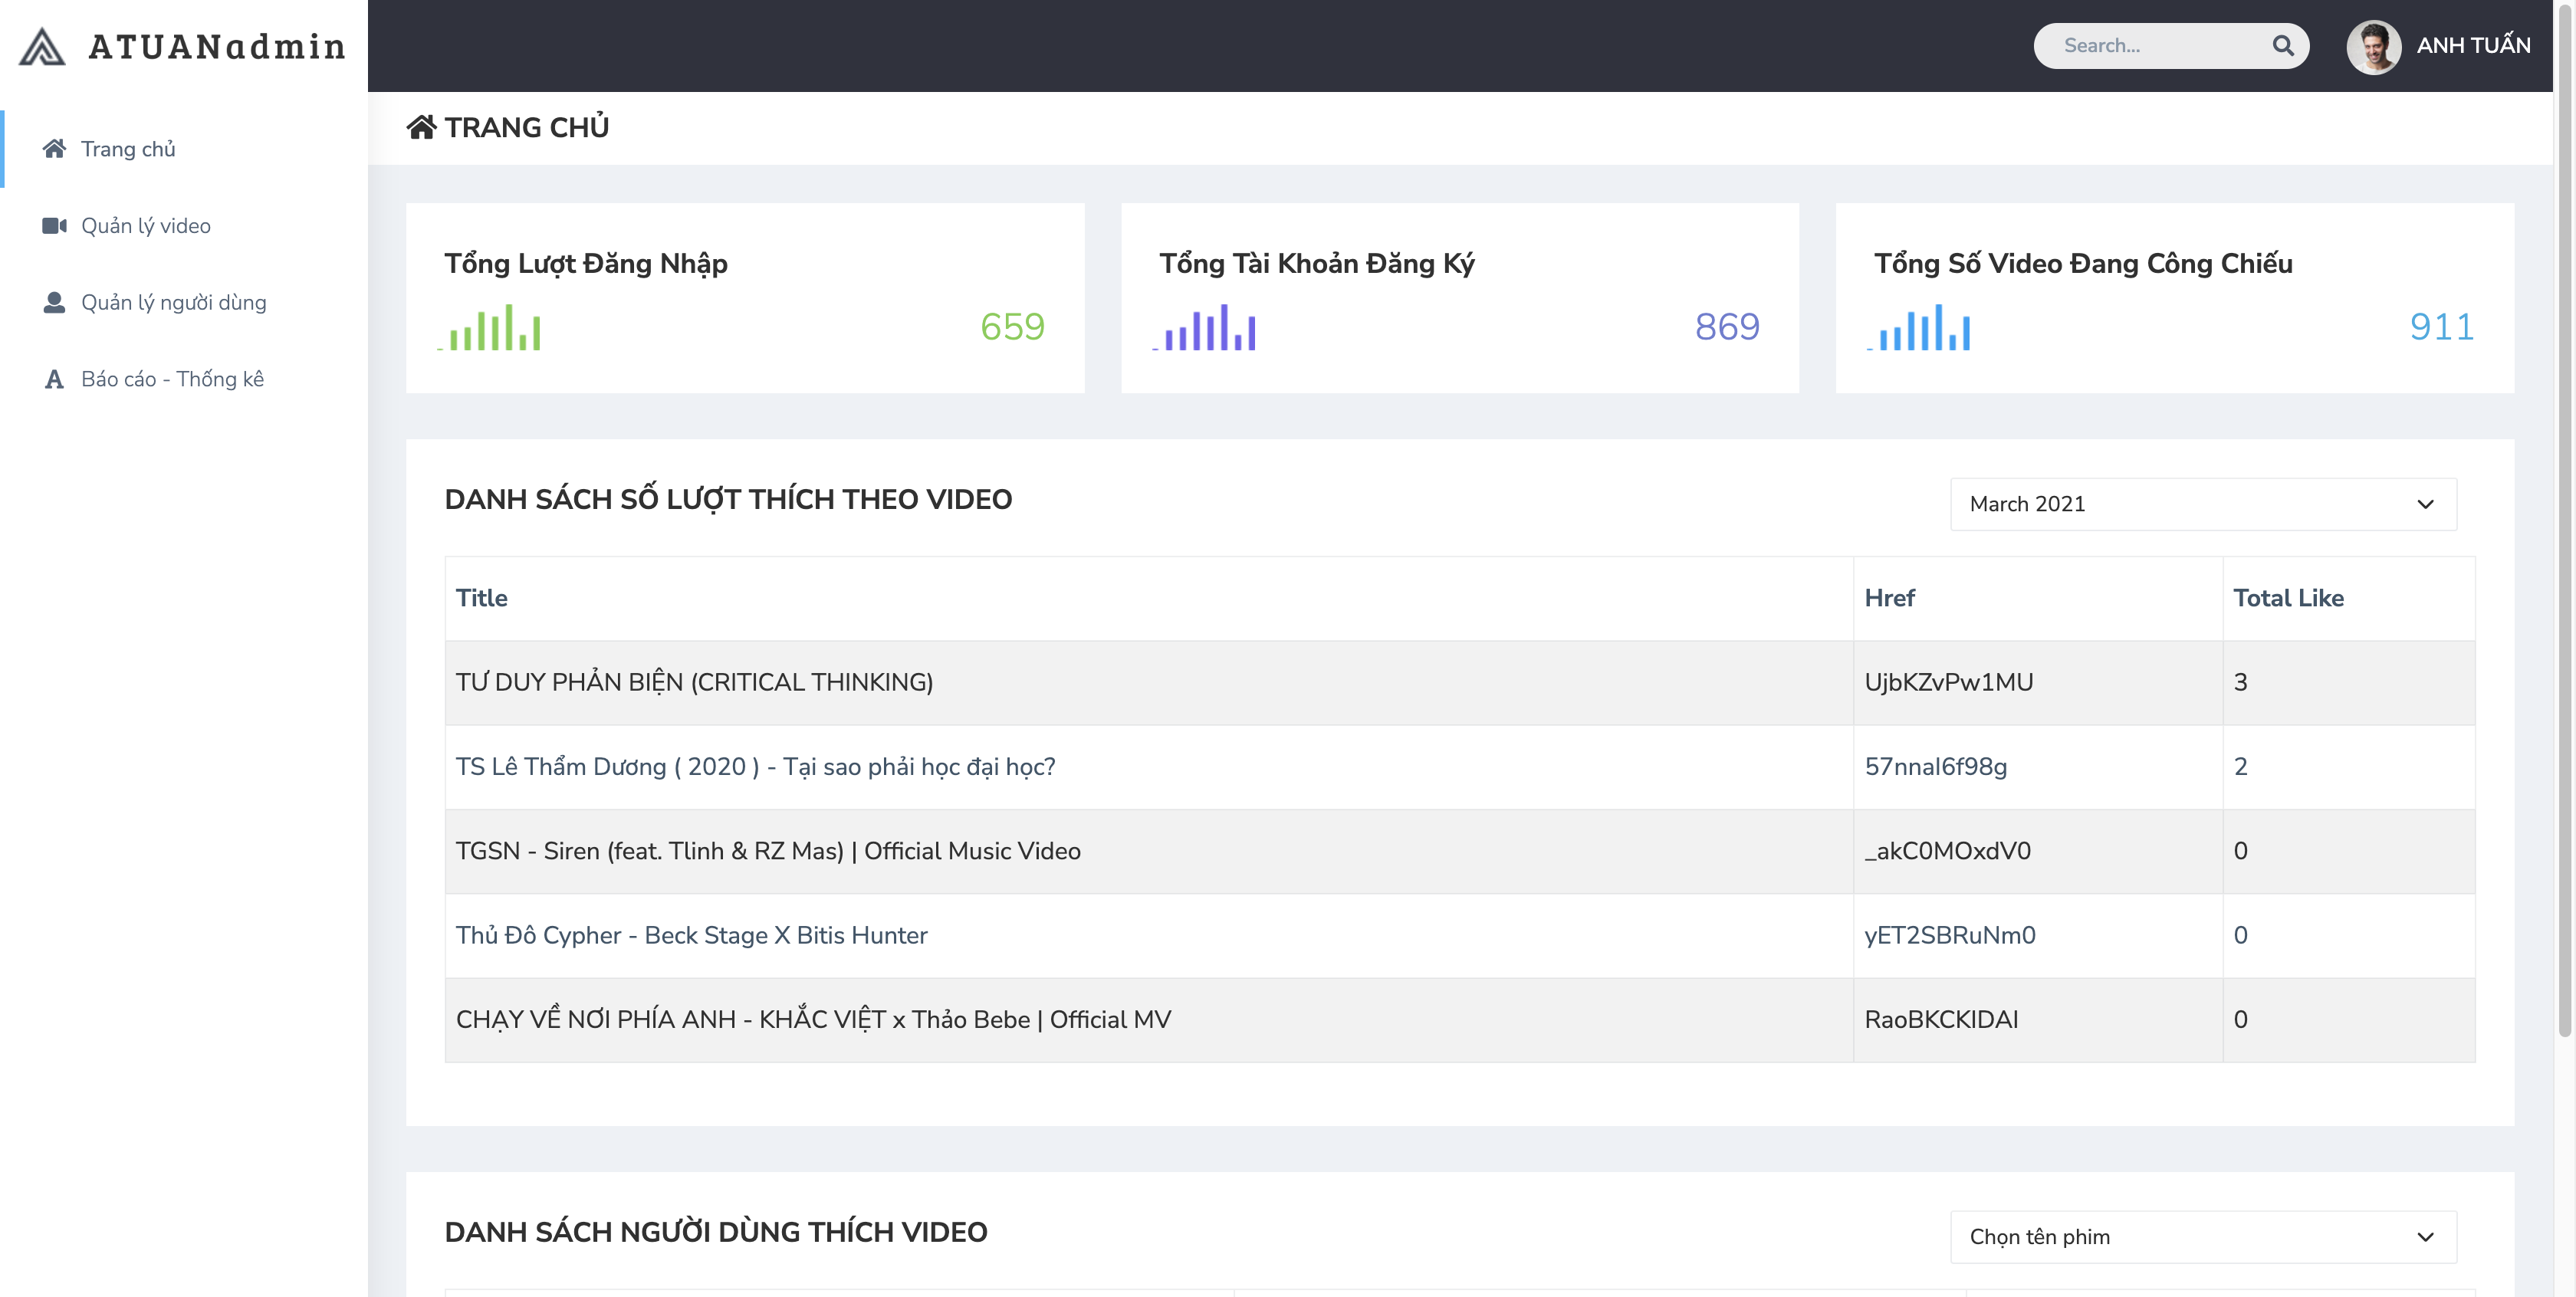 ATUANadmin
Search...
ANH TUẤN
Trang chủ
Quản lý video
Quản lý người dùng
Báo cáo - Thống kê
TRANG CHỦ
Tổng Lượt Đăng Nhập
659
Tổng Tài Khoản Đăng Ký
869
Tổng Số Video Đang Công Chiếu
911
DANH SÁCH SỐ LƯỢT THÍCH THEO VIDEO
March 2021
Title Href Total Like
TƯ DUY PHẢN BIỆN (CRITICAL THINKING) UjbKZvPw1MU 3
TS Lê Thẩm Dương ( 2020 ) - Tại sao phải học đại học? 57nnaI6f98g 2
TGSN - Siren (feat. Tlinh & RZ Mas) | Official Music Video _akC0MOxdV0 0
Thủ Đô Cypher - Beck Stage X Bitis Hunter yET2SBRuNm0 0
CHẠY VỀ NƠI PHÍA ANH - KHẮC VIỆT x Thảo Bebe | Official MV RaoBKCKIDAI 0
DANH SÁCH NGƯỜI DÙNG THÍCH VIDEO
Chọn tên phim